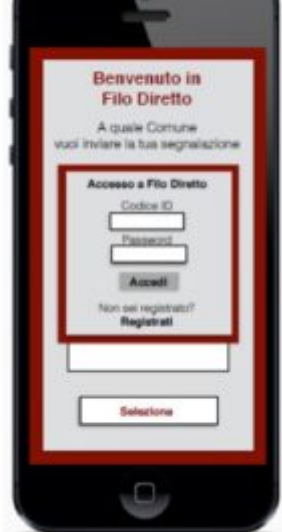 Benvenuto in
Filo Diretto
A quale Comune
vuoi inviare la tua segnalazione
Accesso a Filo Diretto
Codice ID
Password
Accedi
Non sei registrato?
Registrati
Seleziona